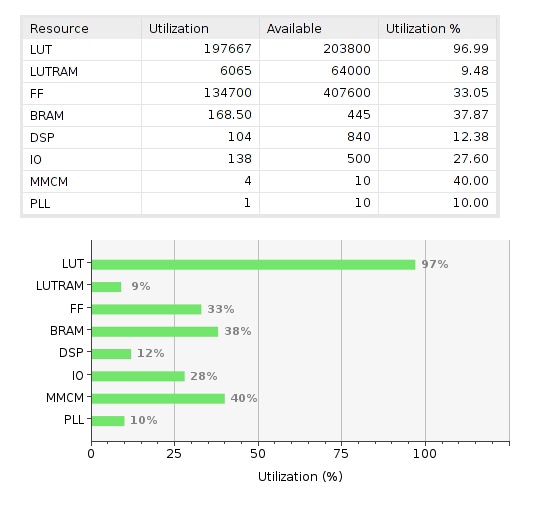 Resource Utilization Available Utilization %
LUT 197667 203800 96.99
LUTRAM 6065 64000 9.48
FF 134700 407600 33.05
BRAM 168.50 445 37.87
DSP 104 840 12.38
IO 138 500 27.60
MMCM 4 10 40.00
PLL 1 10 10.00
LUT 97%
LUTRAM 9%
FF 33%
BRAM 38%
DSP 12%
IO 28%
MMCM 40%
PLL 10%
0 25 50 75 100
Utilization (%)